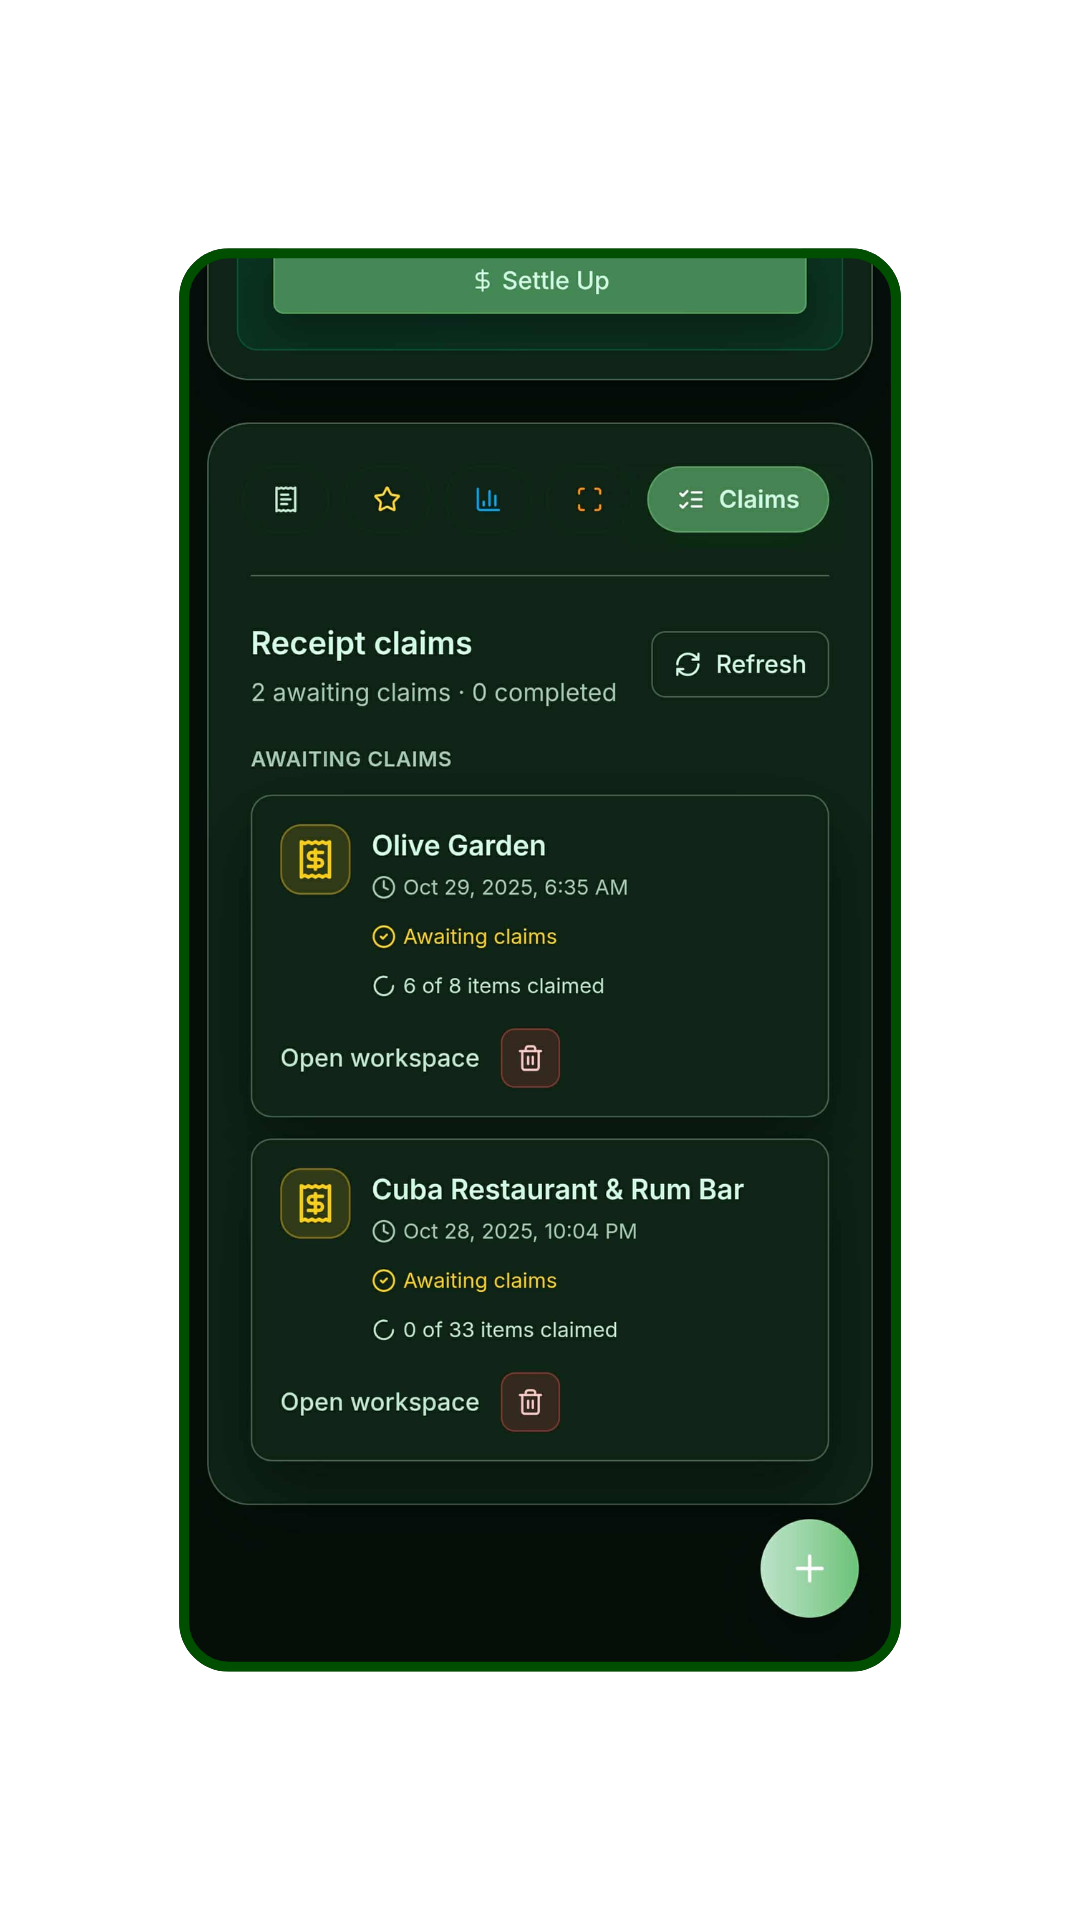 $ Settle Up
Claims
Receipt claims
2 awaiting claims · 0 completed
Refresh
AWAITING CLAIMS
Olive Garden
Oct 29, 2025, 6:35 AM
Awaiting claims
6 of 8 items claimed
Open workspace
Cuba Restaurant & Rum Bar
Oct 28, 2025, 10:04 PM
Awaiting claims
0 of 33 items claimed
Open workspace